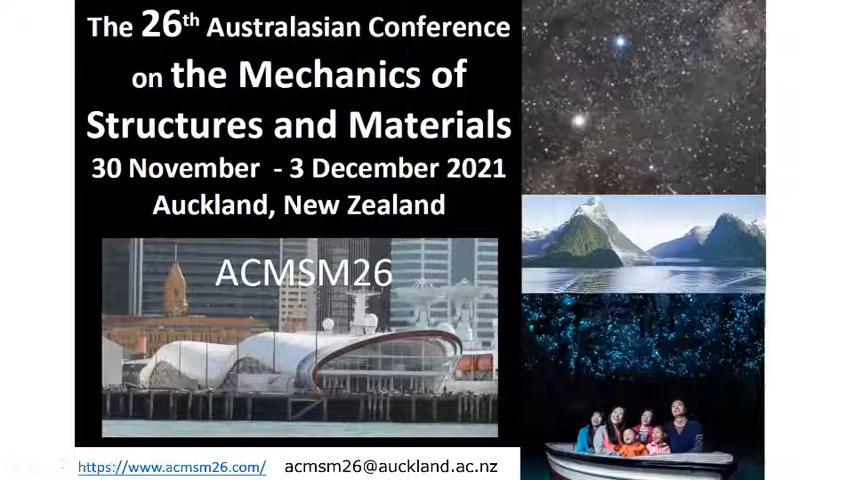 The 26th Australasian Conference
on the Mechanics of
Structures and Materials
30 November - 3 December 2021
Auckland, New Zealand
ACMSM26
https://www.acmsm26.com/ acmsm26@auckland.ac.nz